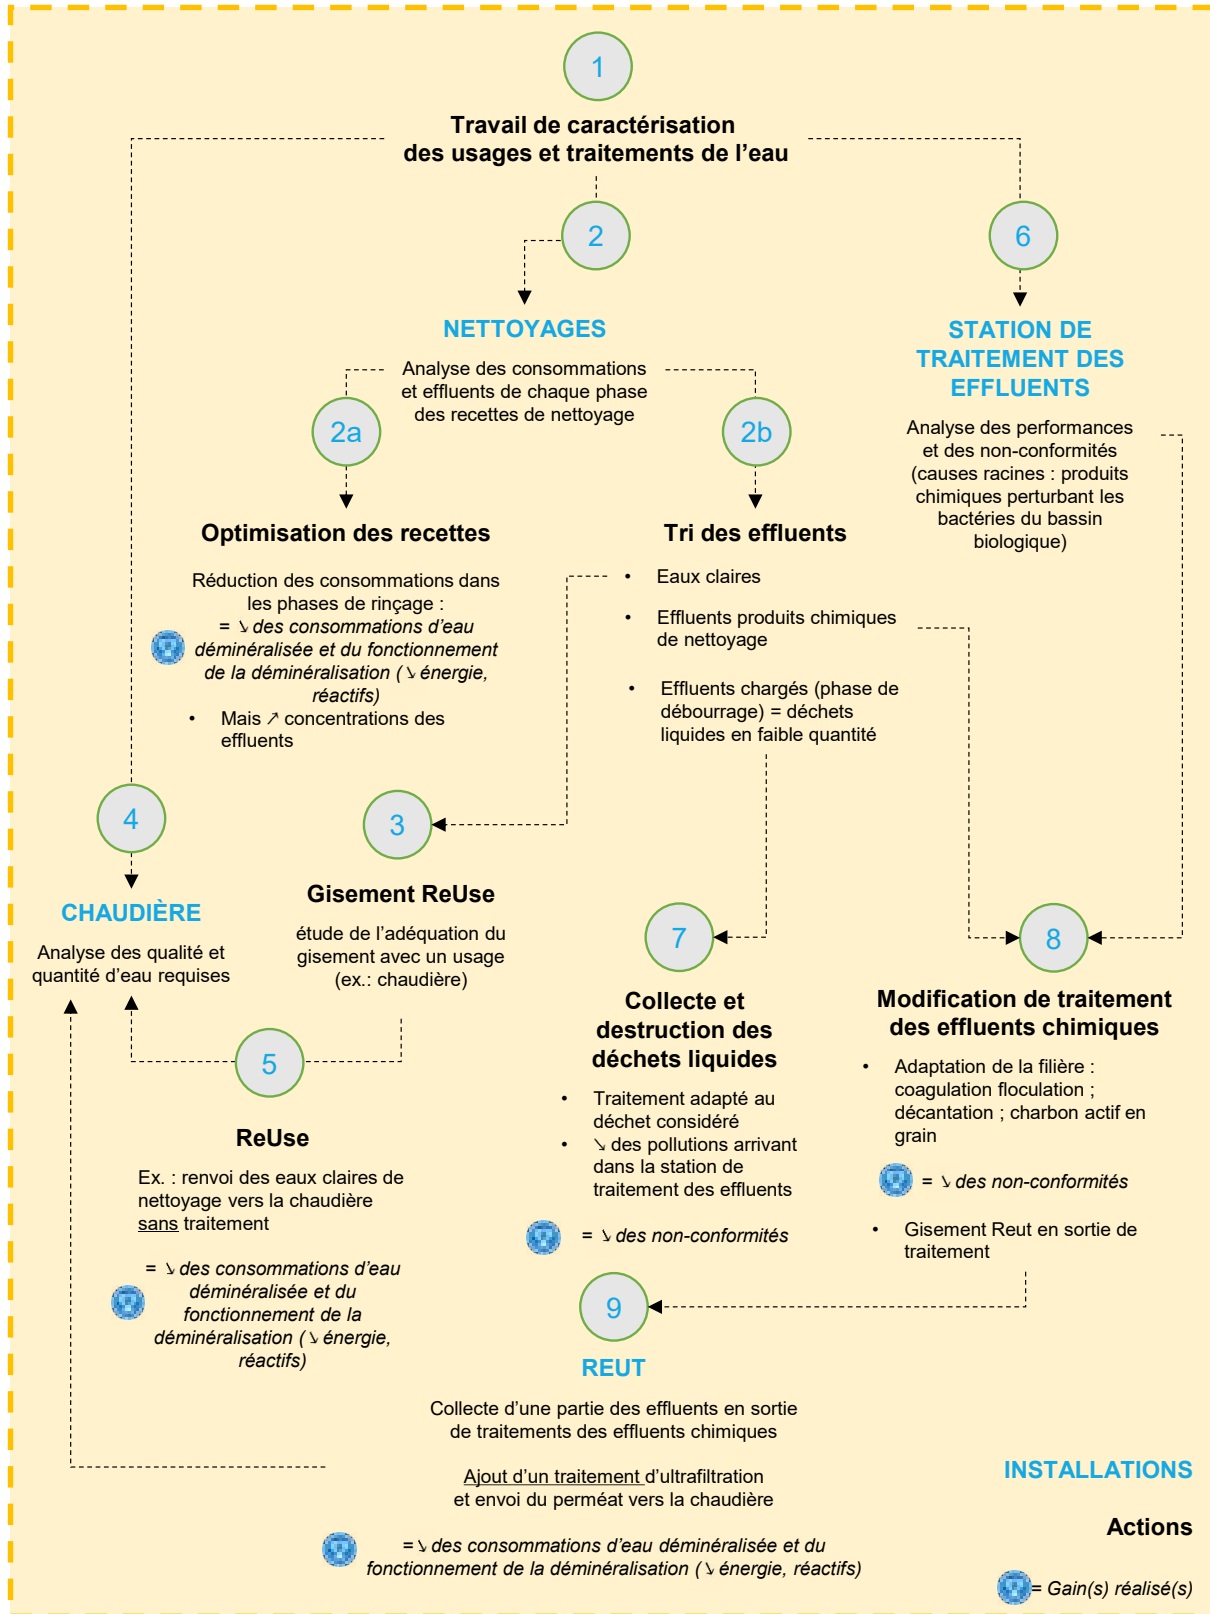 1
Travail de caractérisation
des usages et traitements de l’eau
2
6
NETTOYAGES
Analyse des consommations
et effluents de chaque phase
des recettes de nettoyage
STATION DE
TRAITEMENT DES
EFFLUENTS
Analyse des performances
et des non-conformités
(causes racines : produits
chimiques perturbant les
bactéries du bassin
biologique)
2a
2b
Optimisation des recettes
Réduction des consommations dans
les phases de rinçage :
= ↘ des consommations d’eau
déminéralisée et du fonctionnement
de la déminéralisation (↘ énergie,
réactifs)
• Mais ↗ concentrations des
effluents
Tri des effluents
• Eaux claires
• Effluents produits chimiques
de nettoyage
• Effluents chargés (phase de
débourrage) = déchets
liquides en faible quantité
4
CHAUDIÈRE
Analyse des qualité et
quantité d’eau requises
3
Gisement ReUse
étude de l’adéquation du
gisement avec un usage
(ex.: chaudière)
5
ReUse
Ex. : renvoi des eaux claires de
nettoyage vers la chaudière
sans traitement
= ↘ des consommations d’eau
déminéralisée et du
fonctionnement de la
déminéralisation (↘ énergie,
réactifs)
7
Collecte et
destruction des
déchets liquides
• Traitement adapté au
déchet considéré
• ↘ des pollutions arrivant
dans la station de
traitement des effluents
= ↘ des non-conformités
8
Modification de traitement
des effluents chimiques
• Adaptation de la filière :
coagulation floculation ;
décantation ; charbon actif en
grain
= ↘ des non-conformités
• Gisement Reut en sortie de
traitement
9
REUT
Collecte d’une partie des effluents en sortie
de traitements des effluents chimiques
Ajout d’un traitement d’ultrafiltration
et envoi du perméat vers la chaudière
=↘ des consommations d’eau déminéralisée et du
fonctionnement de la déminéralisation (↘ énergie, réactifs)
INSTALLATIONS
Actions
= Gain(s) réalisé(s)